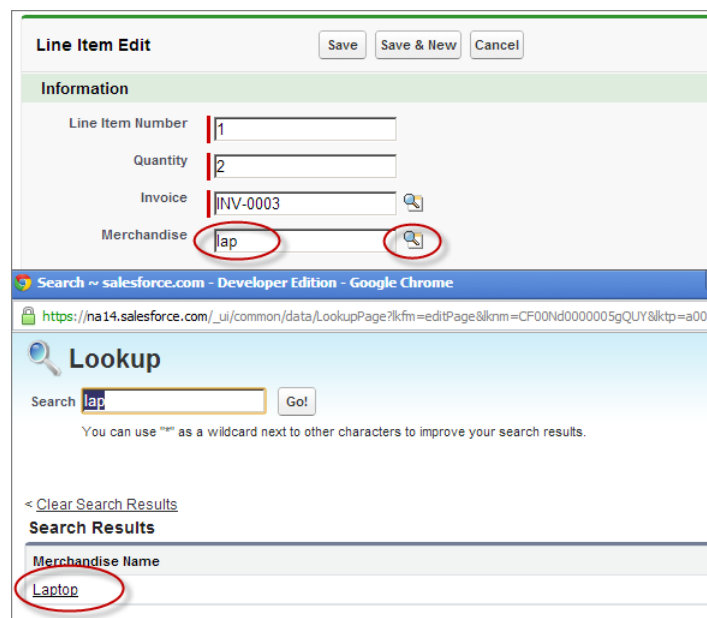 Line Item Edit Save Save & New Cancel
Information
Line Item Number 1
Quantity 2
Invoice INV-0003
Merchandise lap
Search ~ salesforce.com - Developer Edition - Google Chrome
https://na14.salesforce.com/_ui/common/data/LookupPage?lkfm=editPage&lknm=CF00Nd0000005gQUY&lktp=a00
Lookup
Search lap Go!
You can use "*" as a wildcard next to other characters to improve your search results.
< Clear Search Results
Search Results
Merchandise Name
Laptop